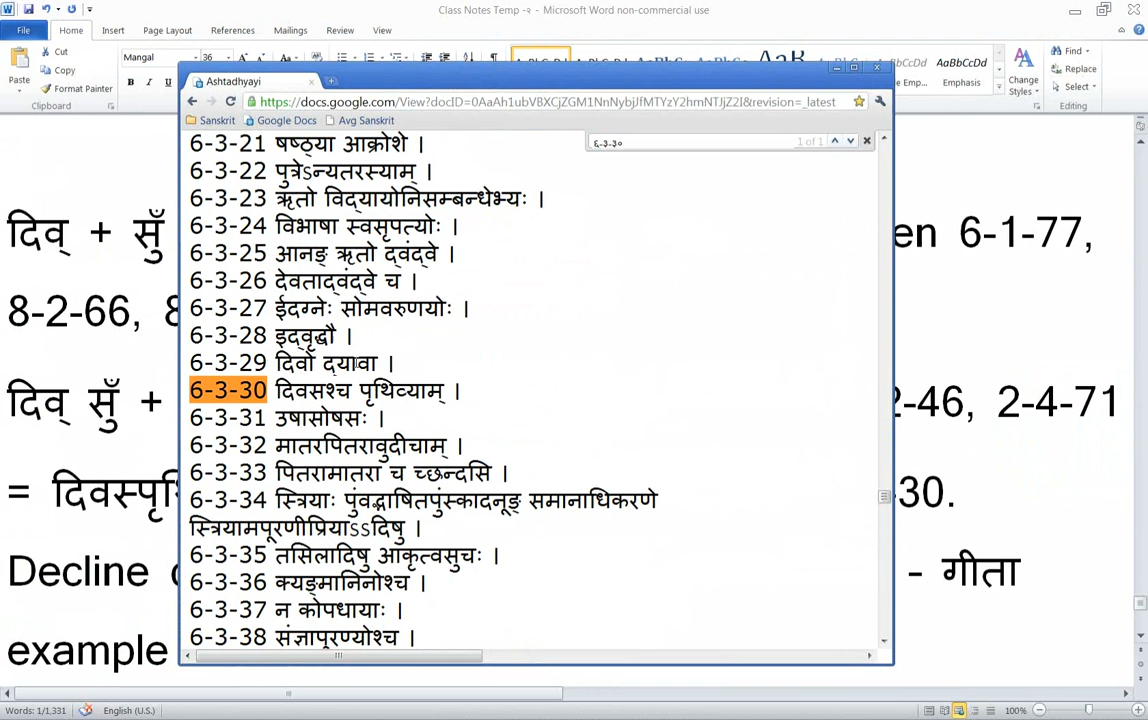 Class Notes Temp -२ - Microsoft Word non-commercial use
File Home Insert Page Layout References Mailings Review View
Cut
Copy
Format Painter
Paste
Clipboard
Mangal 36
B I
AaBbCcDd
Emphasis
Change Styles
Find
Replace
Select
Editing
Ashtadhyayi
https://docs.google.com/View?docID=0AaAh1ubVBXCjZGM1NnNybjJfMTYzY2hmNTJjZ2I&revision=_latest
Sanskrit Google Docs Avg Sanskrit
६-३-३० 1 of 1
6-3-21 षष्ठ्या आक्रोशे |
6-3-22 पुत्रेऽन्यतरस्याम् |
6-3-23 ऋतो विद्यायोनिसम्बन्धेभ्यः |
6-3-24 विभाषा स्वसृपत्योः |
6-3-25 आनङ् ऋतो द्वंद्वे |
6-3-26 देवताद्वंद्वे च |
6-3-27 ईदग्नेः सोमवरुणयोः |
6-3-28 इद्वृद्धौ |
6-3-29 दिवो द्यावा |
6-3-30 दिवसश्च पृथिव्याम् |
6-3-31 उषासोषसः |
6-3-32 मातरपितरावुदीचाम् |
6-3-33 पितरामातरा च च्छन्दसि |
6-3-34 स्त्रियाः पुंवद्भाषितपुंस्कादनूङ् समानाधिकरणे
स्त्रियामपूरणीप्रियाऽऽदिषु |
6-3-35 तसिलादिषु आकृत्वसुचः |
6-3-36 क्यङ्मानिनोश्च |
6-3-37 न कोपधायाः |
6-3-38 संज्ञापूरण्योश्च |
दिव् + सुँ en 6-1-77,
8-2-66, 8
दिव् सुँ + 2-46, 2-4-71
= दिवस्पृथि 30.
Decline - गीता
example
Words: 1/1,331 English (U.S.) 100%